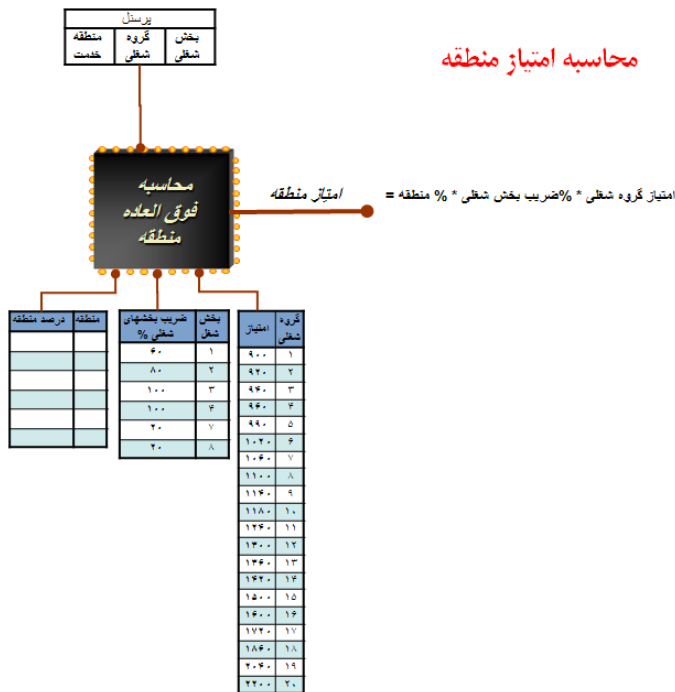 محاسبه امتیاز منطقه
پرسنل
بخش شغلی
گروه شغلی
منطقه خدمت
محاسبه
فوق العاده
منطقه
امتیاز منطقه
امتیاز گروه شغلی * %ضریب بخش شغلی * % منطقه =
گروه شغلی امتیاز
۱ ۹۰۰
۲ ۹۲۰
۳ ۹۴۰
۴ ۹۶۰
۵ ۹۹۰
۶ ۱۰۲۰
۷ ۱۰۶۰
۸ ۱۱۰۰
۹ ۱۱۴۰
۱۰ ۱۱۸۰
۱۱ ۱۲۴۰
۱۲ ۱۳۰۰
۱۳ ۱۳۶۰
۱۴ ۱۴۲۰
۱۵ ۱۵۰۰
۱۶ ۱۶۰۰
۱۷ ۱۷۲۰
۱۸ ۱۸۶۰
۱۹ ۲۰۴۰
۲۰ ۲۲۰۰
بخش شغل ضریب بخشهای شغلی %
۱ ۶۰
۲ ۸۰
۳ ۱۰۰
۴ ۱۰۰
۷ ۲۰
۸ ۲۰
منطقه درصد منطقه